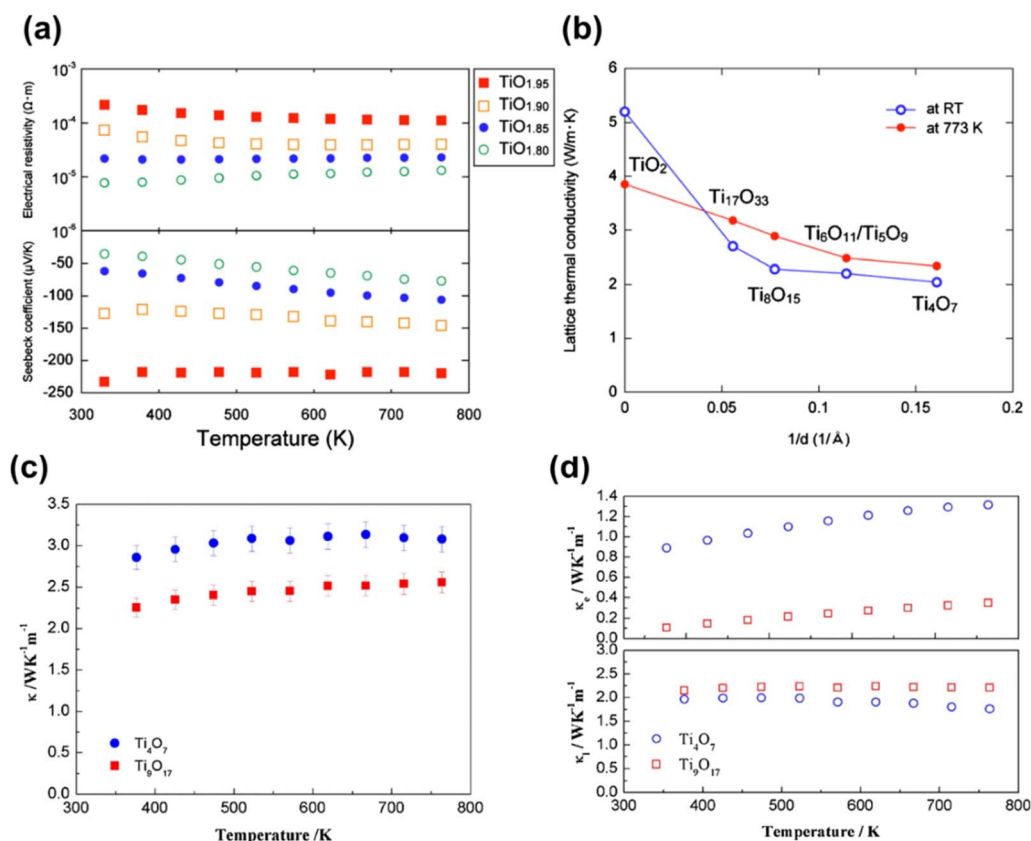 (a)
10⁻³
10⁻⁴
10⁻⁵
10⁻⁶
Electrical resistivity (Ω·m)
-50
-100
-150
-200
-250
Seebeck coefficient (μV/K)
300 400 500 600 700 800
Temperature (K)
TiO₁.₉₅
TiO₁.₉₀
TiO₁.₈₅
TiO₁.₈₀
(b)
6
5
4
3
2
1
0
Lattice thermal conductivity (W/m·K)
at RT
at 773 K
TiO₂
Ti₁₇O₃₃
Ti₆O₁₁/Ti₅O₉
Ti₈O₁₅
Ti₄O₇
0 0.05 0.1 0.15 0.2
1/d (1/Å)
(c)
3.5
3.0
2.5
2.0
1.5
1.0
0.5
0.0
κ /WK⁻¹m⁻¹
Ti₄O₇
Ti₉O₁₇
300 400 500 600 700 800
Temperature /K
(d)
1.4
1.2
1.0
0.8
0.6
0.4
0.2
0.0
κₑ / WK⁻¹m⁻¹
3.0
2.5
2.0
1.5
1.0
0.5
0.0
κₗ / WK⁻¹m⁻¹
Ti₄O₇
Ti₉O₁₇
300 400 500 600 700 800
Temperature / K